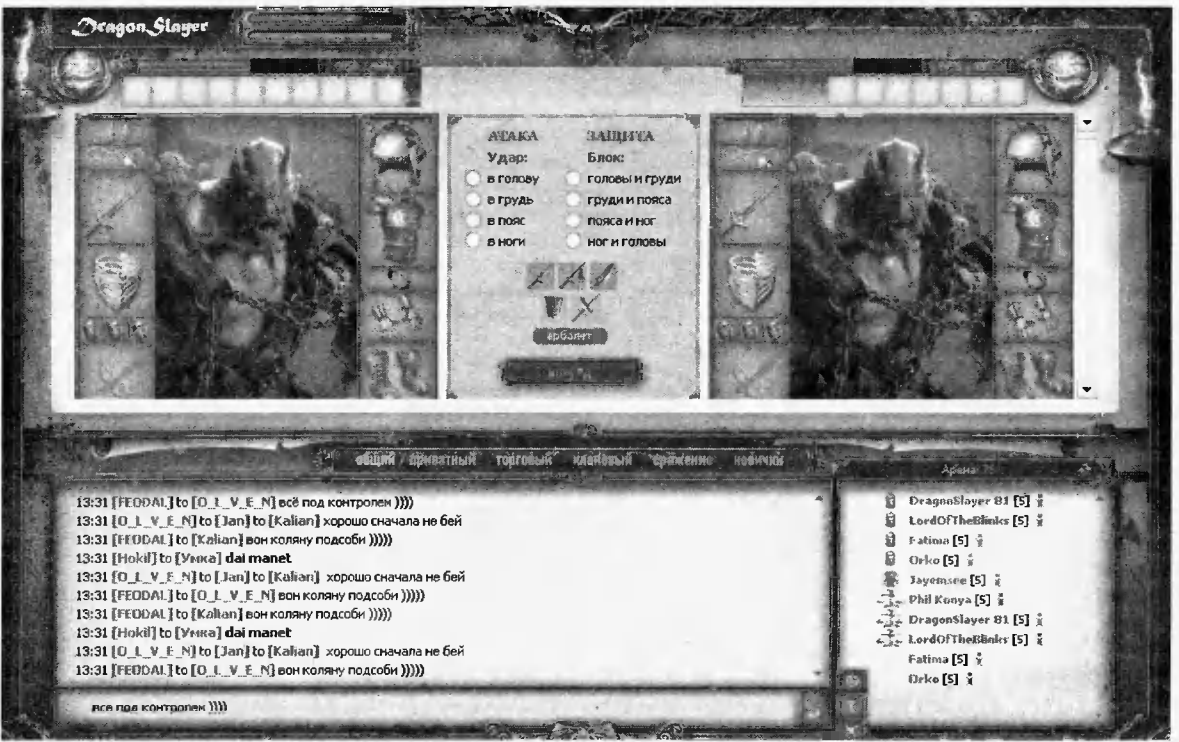 DragonSlayer
АТАКА ЗАЩИТА
Удар: Блок:
в голову головы и груди
в грудь груди и пояса
в пояс пояса и ног
в ноги ног и головы
арбалет
общий / приватный торговый клановый сражение новички
Арена
13:31 [FEODAL] to [O_L_V_E_N] всё под контролем ))))
13:31 [O_L_V_E_N] to [Jan] to [Kalian] хорошо сначала не бей
13:31 [FEODAL] to [Kalian] вон коляну подсоби )))))
13:31 [Hokil] to [Умка] dai manet
13:31 [O_L_V_E_N] to [Jan] to [Kalian] хорошо сначала не бей
13:31 [FEODAL] to [O_L_V_E_N] вон коляну подсоби )))))
13:31 [FEODAL] to [Kalian] вон коляну подсоби )))))
13:31 [Hokil] to [Умка] dai manet
13:31 [O_L_V_E_N] to [Jan] to [Kalian] хорошо сначала не бей
13:31 [FEODAL] to [O_L_V_E_N] вон коляну подсоби )))))
все под контролем ))))
DragonSlayer 81 [5]
LordOfTheBlinks [5]
Fatima [5]
Orko [5]
Jayemsee [5]
Phil Konya [5]
DragonSlayer 81 [5]
LordOfTheBlinks [5]
Fatima [5]
Orko [5]